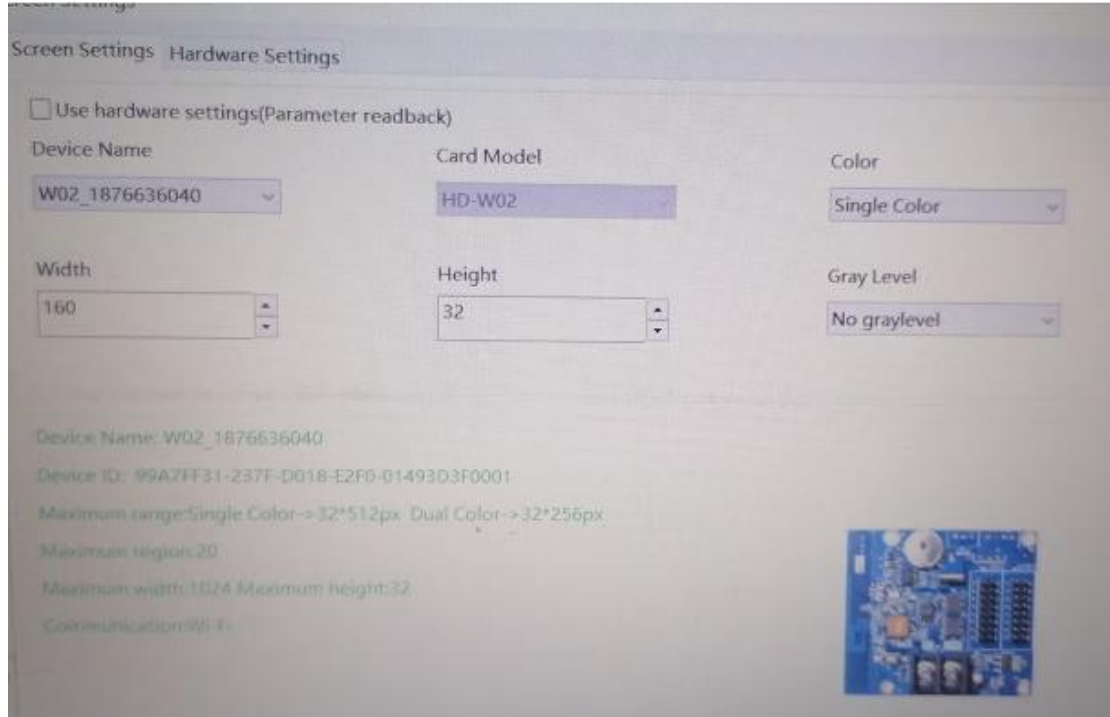 Screen Settings Hardware Settings
Use hardware settings(Parameter readback)
Device Name Card Model Color
W02_1876636040 HD-W02 Single Color
Width Height Gray Level
160 32 No graylevel
Device Name: W02_1876636040
Device ID: 99A7FF31-237F-D018-E2F0-01493D3F0001
Maximum range:Single Color->32*512px Dual Color->32*256px
Maximum region:20
Maximum width:1024 Maximum height:32
Communication:Wi-Fi